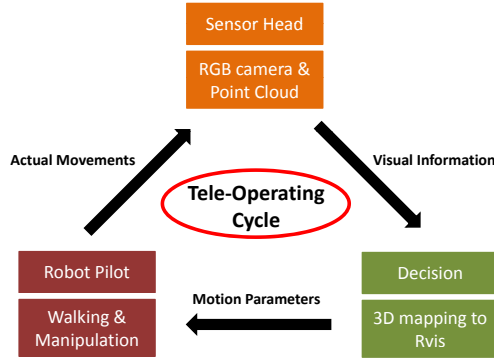 Sensor Head
RGB camera &
Point Cloud
Actual Movements
Visual Information
Tele-Operating
Cycle
Robot Pilot
Walking &
Manipulation
Motion Parameters
Decision
3D mapping to
Rvis